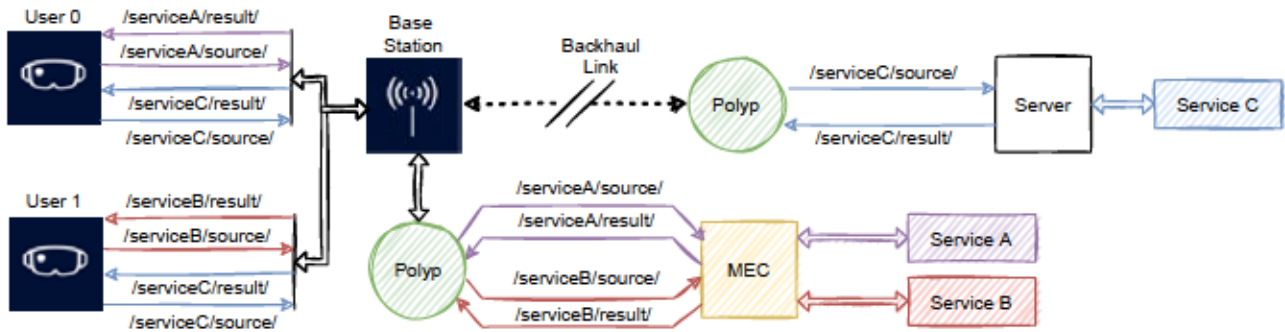 User 0
/serviceA/result/
/serviceA/source/
/serviceC/result/
/serviceC/source/
Base
Station
Backhaul
Link
Polyp
/serviceC/source/
/serviceC/result/
Server
Service C
User 1
/serviceB/result/
/serviceB/source/
/serviceC/result/
/serviceC/source/
Polyp
/serviceA/source/
/serviceA/result/
/serviceB/source/
/serviceB/result/
MEC
Service A
Service B